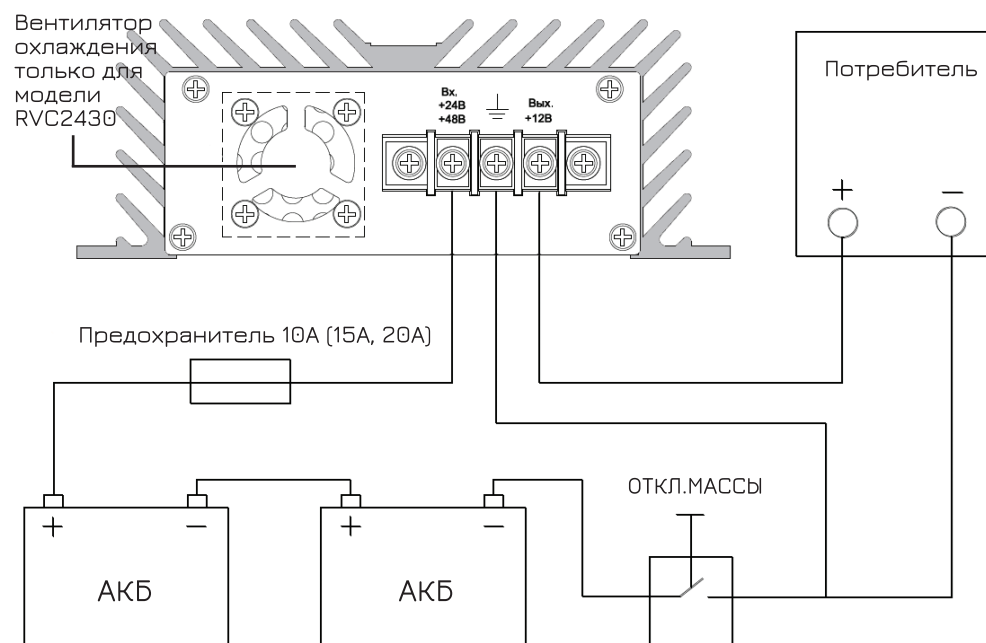 Вентилятор
охлаждения
только для
модели
RVC2430
Вх.
+24В
+48В
Вых.
+12В
Потребитель
+
−
Предохранитель 10А (15А, 20А)
ОТКЛ.МАССЫ
+
−
+
−
АКБ
АКБ